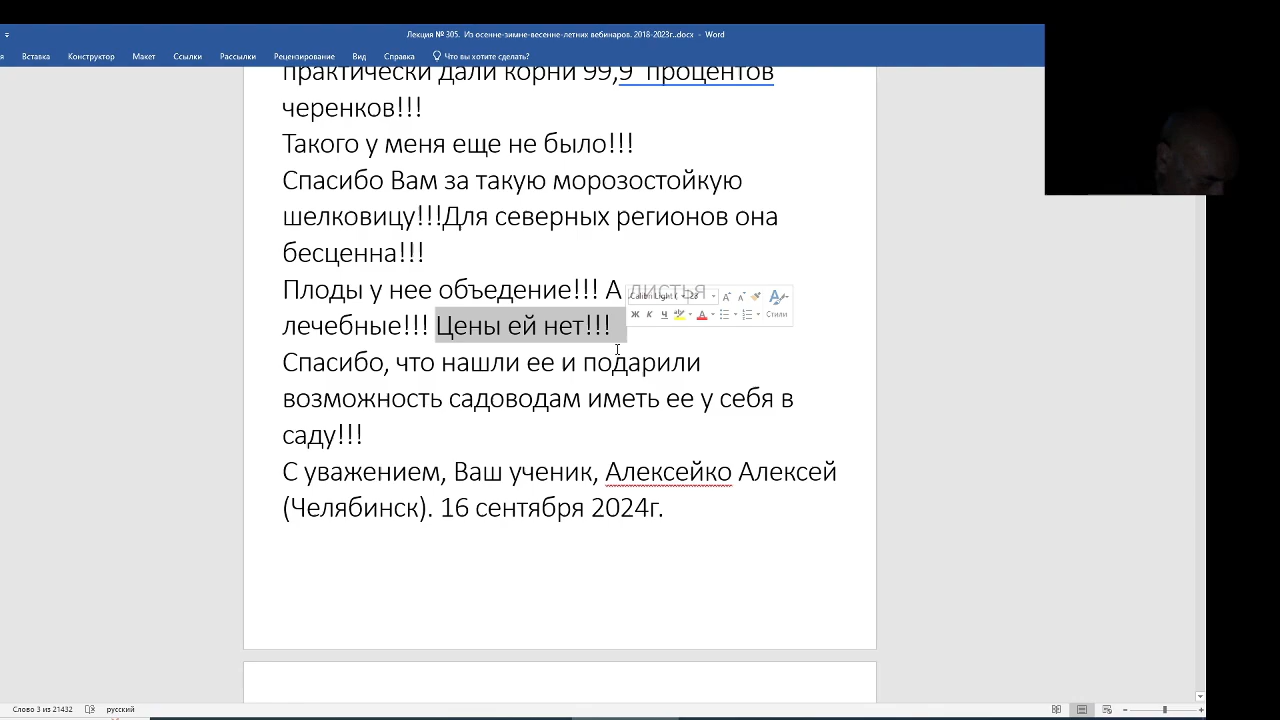 Лекция № 305. Из осенне-зимне-весенне-летних вебинаров. 2018-2023г..docx - Word
Вставка Конструктор Макет Ссылки Рассылки Рецензирование Вид Справка Что вы хотите сделать?
практически дали корни 99,9 процентов
черенков!!!
Такого у меня еще не было!!!
Спасибо Вам за такую морозостойкую
шелковицу!!!Для северных регионов она
бесценна!!!
Плоды у нее объедение!!! А листья
лечебные!!! Цены ей нет!!!
Ж К Ч Стили
Спасибо, что нашли ее и подарили
возможность садоводам иметь ее у себя в
саду!!!
С уважением, Ваш ученик, Алексейко Алексей
(Челябинск). 16 сентября 2024г.
Слово 3 из 21432 русский